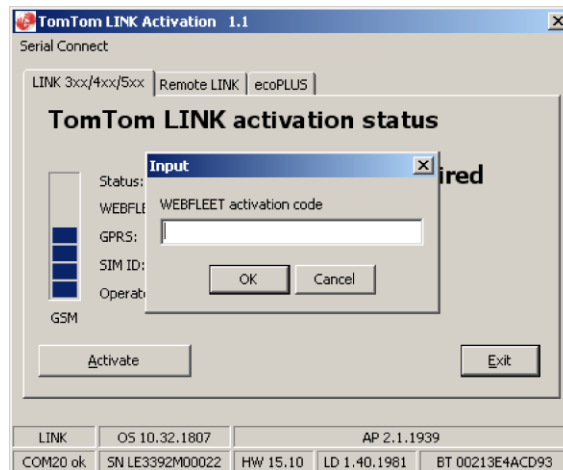 TomTom LINK Activation 1.1
Serial Connect
LINK 3xx/4xx/5xx Remote LINK ecoPLUS
TomTom LINK activation status
Input
ired
Status:
WEBFLEET activation code
WEBFLE
GPRS:
SIM ID:
OK Cancel
Operat
GSM
Activate Exit
LINK OS 10.32.1807 AP 2.1.1939
COM20 ok SN LE3392M00022 HW 15.10 LD 1.40.1981 BT 00213E4ACD93